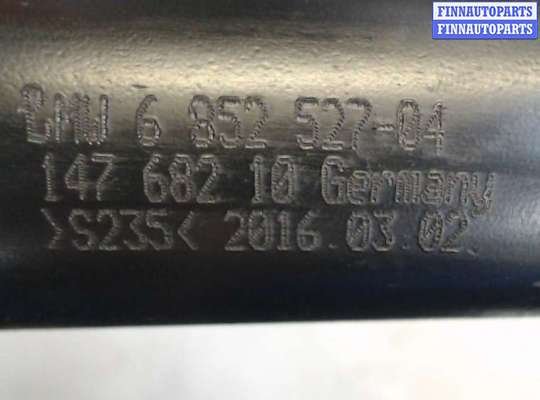 FINNAUTOPARTS
FINNAUTOPARTS
BMW 6 852 527-04
147 682 10 Germany
>S235< 2016.03.02.